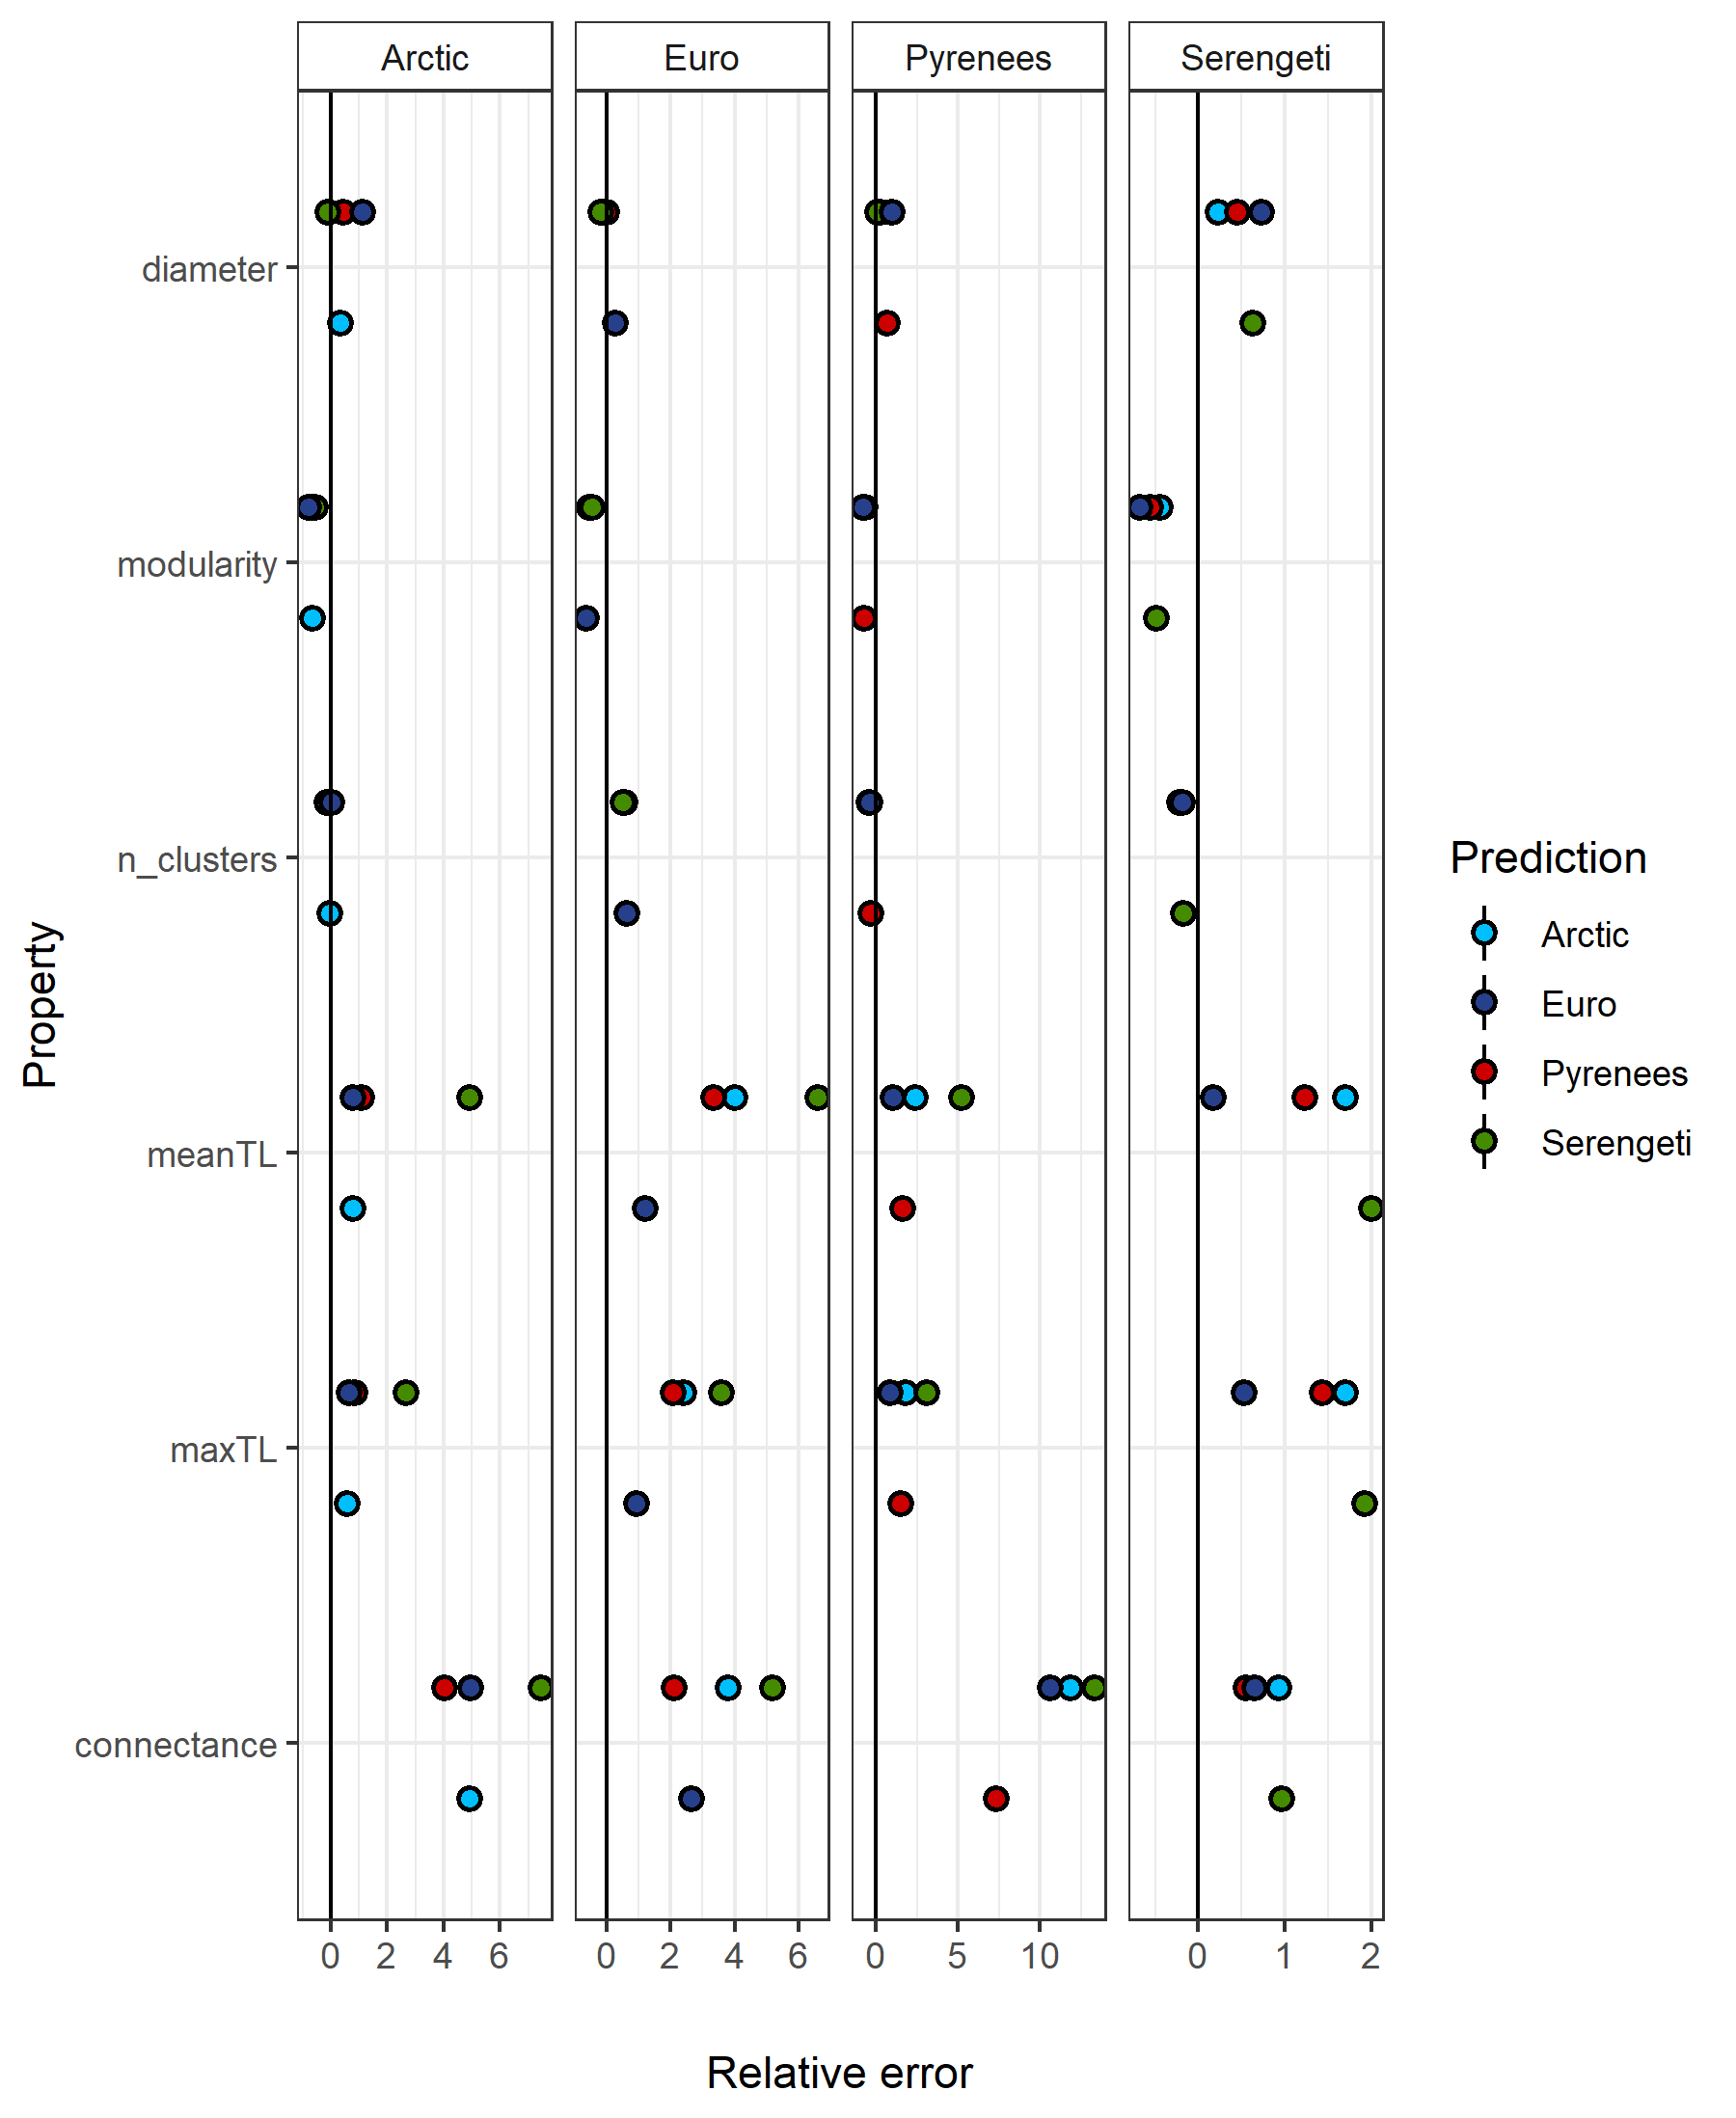 Arctic Euro Pyrenees Serengeti
diameter
modularity
n_clusters
meanTL
maxTL
connectance
Property
0 2 4 6 0 2 4 6 0 5 10 0 1 2
Relative error
Prediction
Arctic
Euro
Pyrenees
Serengeti